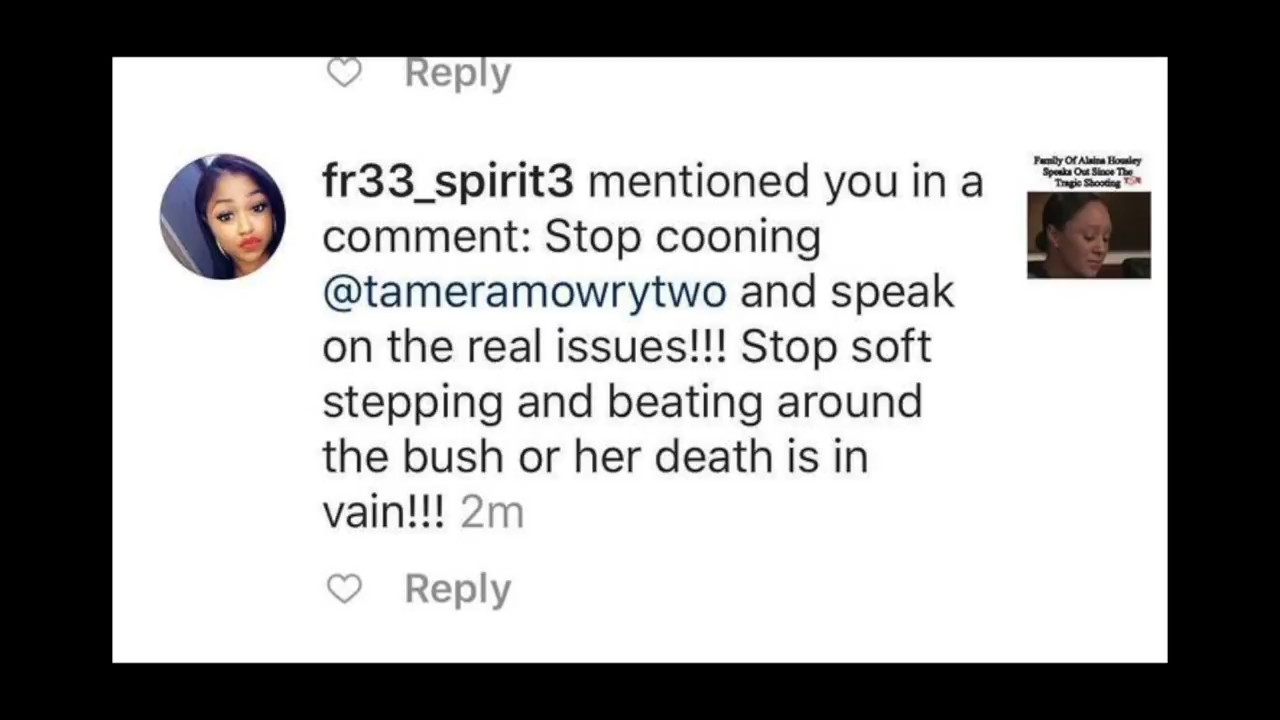 Reply
fr33_spirit3 mentioned you in a
comment: Stop cooning
@tameramowrytwo and speak
on the real issues!!! Stop soft
stepping and beating around
the bush or her death is in
vain!!! 2m
Reply
Family Of Alaina Housley
Speaks Out Since The
Tragic Shooting